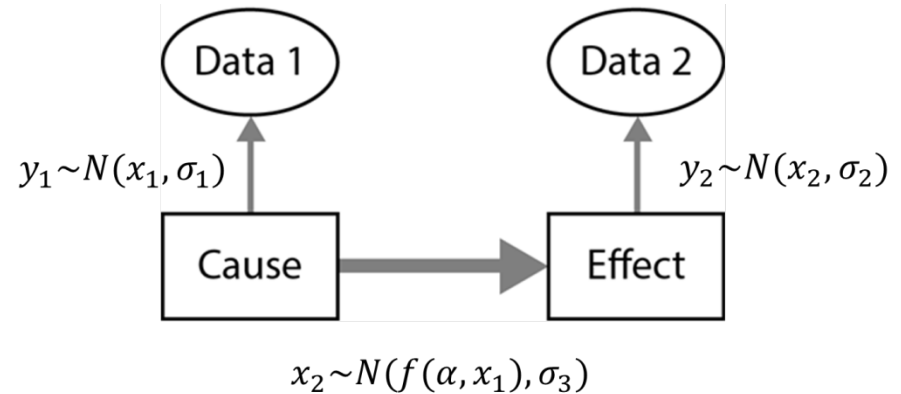 Data 1 Data 2
y₁~N(x₁,σ₁) y₂~N(x₂,σ₂)
Cause Effect
x₂~N(f(α,x₁),σ₃)